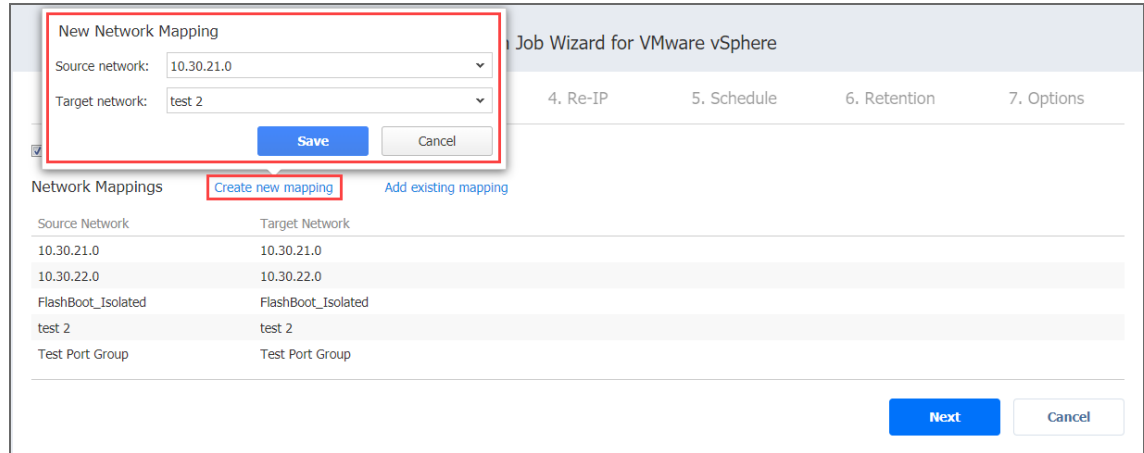 New Network Mapping
Job Wizard for VMware vSphere
Source network: 10.30.21.0
Target network: test 2
4. Re-IP 5. Schedule 6. Retention 7. Options
Save Cancel
Network Mappings Create new mapping Add existing mapping
Source Network Target Network
10.30.21.0 10.30.21.0
10.30.22.0 10.30.22.0
FlashBoot_Isolated FlashBoot_Isolated
test 2 test 2
Test Port Group Test Port Group
Next Cancel